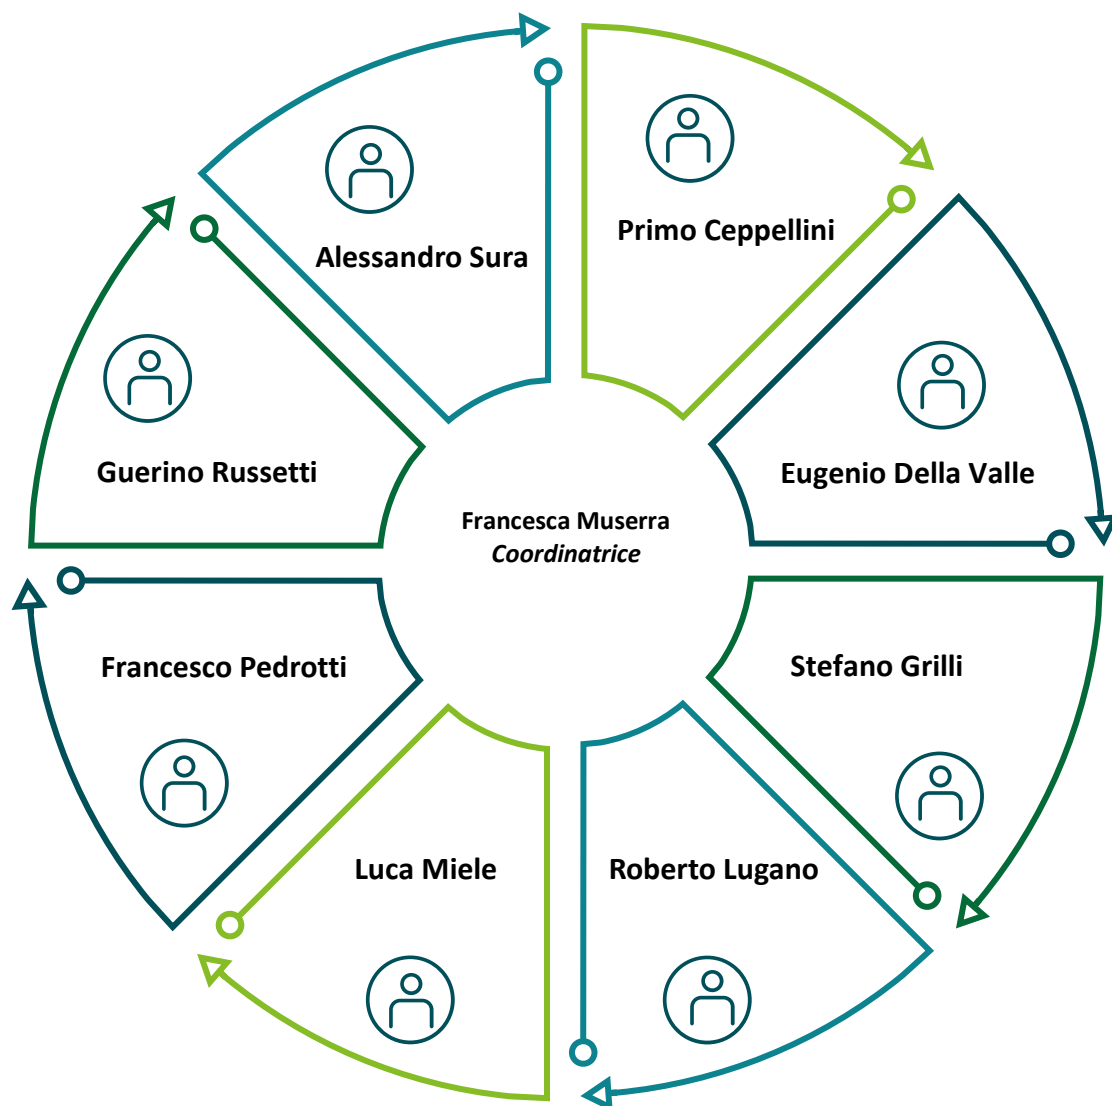 Primo Ceppellini
Alessandro Sura
Eugenio Della Valle
Guerino Russetti
Francesca Muserra
Coordinatrice
Stefano Grilli
Francesco Pedrotti
Roberto Lugano
Luca Miele